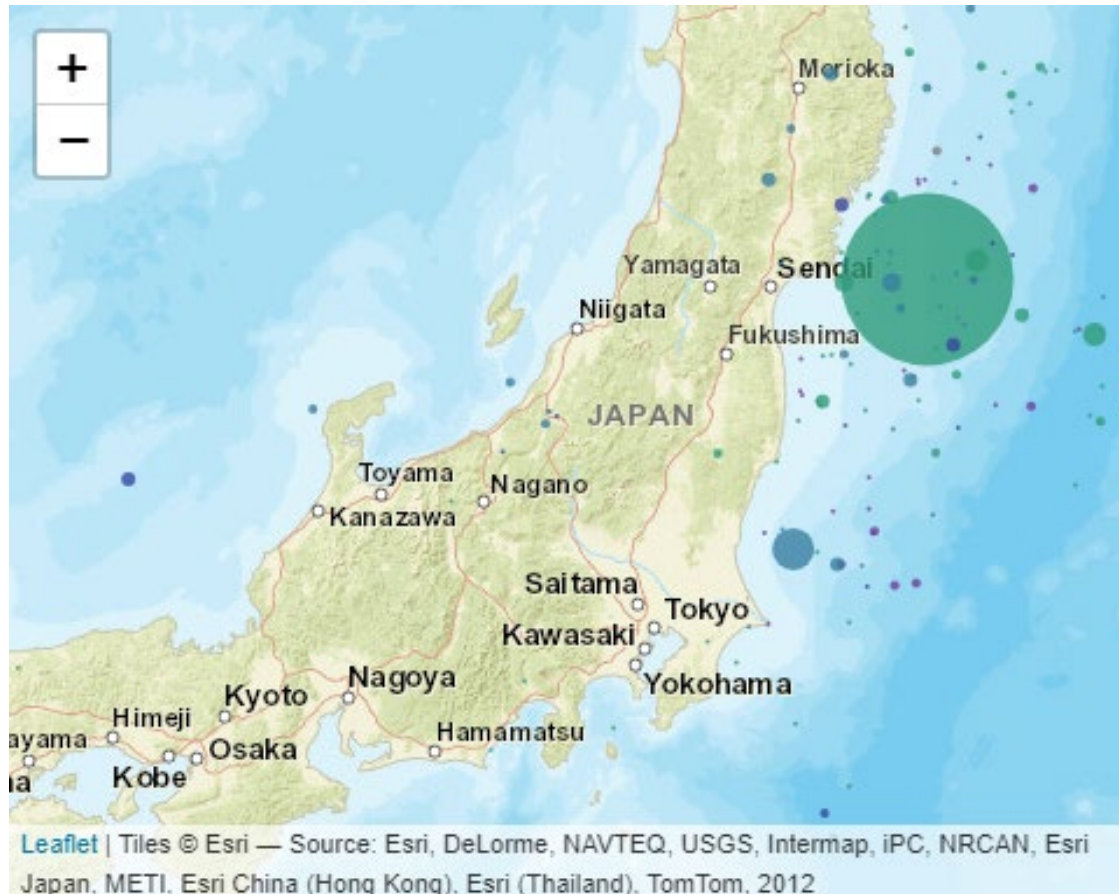 +
−
Morioka
Yamagata
Sendai
Niigata
Fukushima
JAPAN
Toyama
Nagano
Kanazawa
Saitama
Tokyo
Kawasaki
Kyoto
Nagoya
Yokohama
Himeji
Hamamatsu
ayama
Osaka
Kobe
na
Leaflet | Tiles © Esri — Source: Esri, DeLorme, NAVTEQ, USGS, Intermap, iPC, NRCAN, Esri
Japan, METI, Esri China (Hong Kong), Esri (Thailand), TomTom, 2012